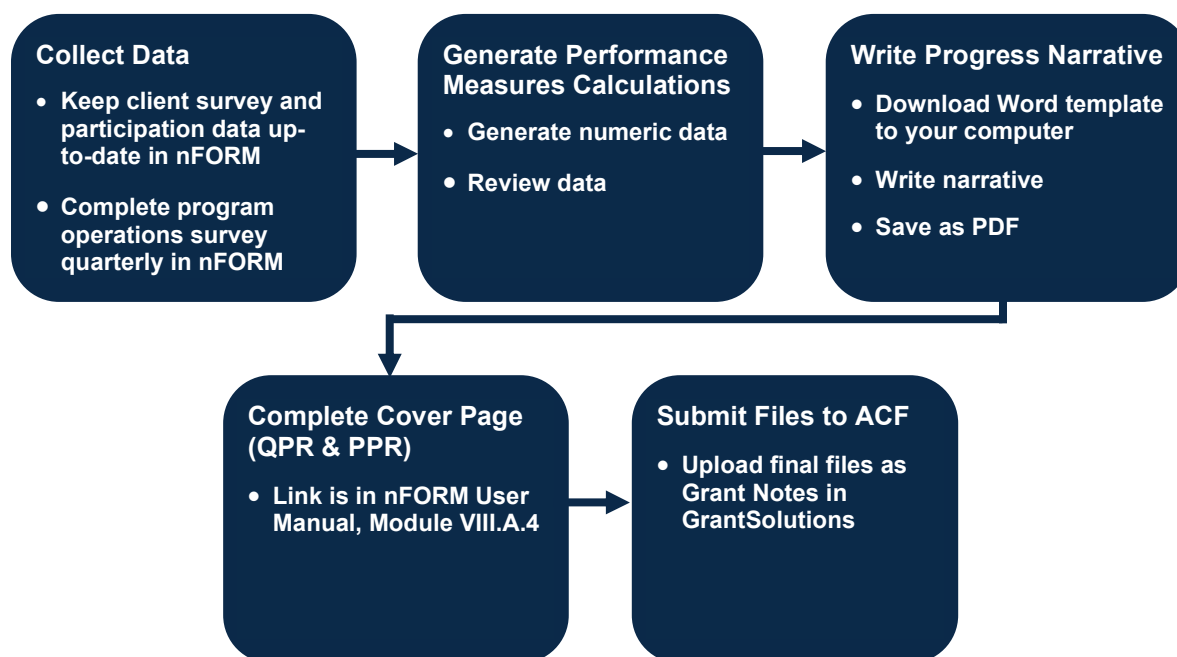 Collect Data
• Keep client survey and
participation data up-
to-date in nFORM
• Complete program
operations survey
quarterly in nFORM
Generate Performance
Measures Calculations
• Generate numeric data
• Review data
Write Progress Narrative
• Download Word template
to your computer
• Write narrative
• Save as PDF
Complete Cover Page
(QPR & PPR)
• Link is in nFORM User
Manual, Module VIII.A.4
Submit Files to ACF
• Upload final files as
Grant Notes in
GrantSolutions